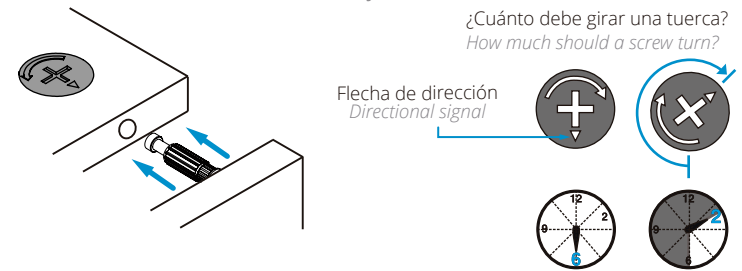 ¿Cuánto debe girar una tuerca?
How much should a screw turn?
Flecha de dirección
Directional signal
12
2
9
6
12
2
9
6